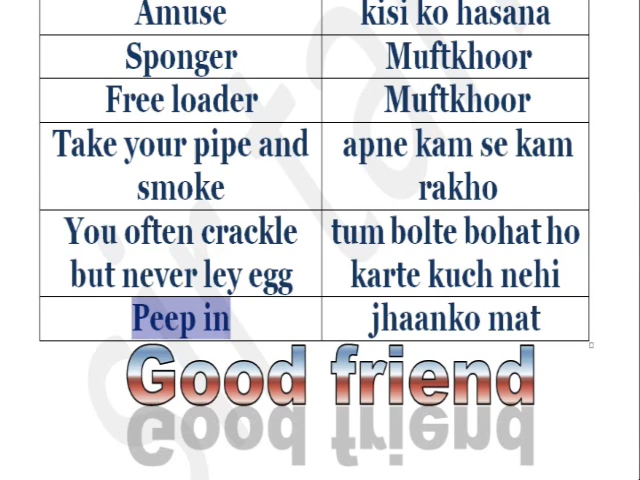 Amuse kisi ko hasana
Sponger Muftkhoor
Free loader Muftkhoor
Take your pipe and smoke apne kam se kam rakho
You often crackle but never ley egg tum bolte bohat ho karte kuch nehi
Peep in jhaanko mat
Good friend